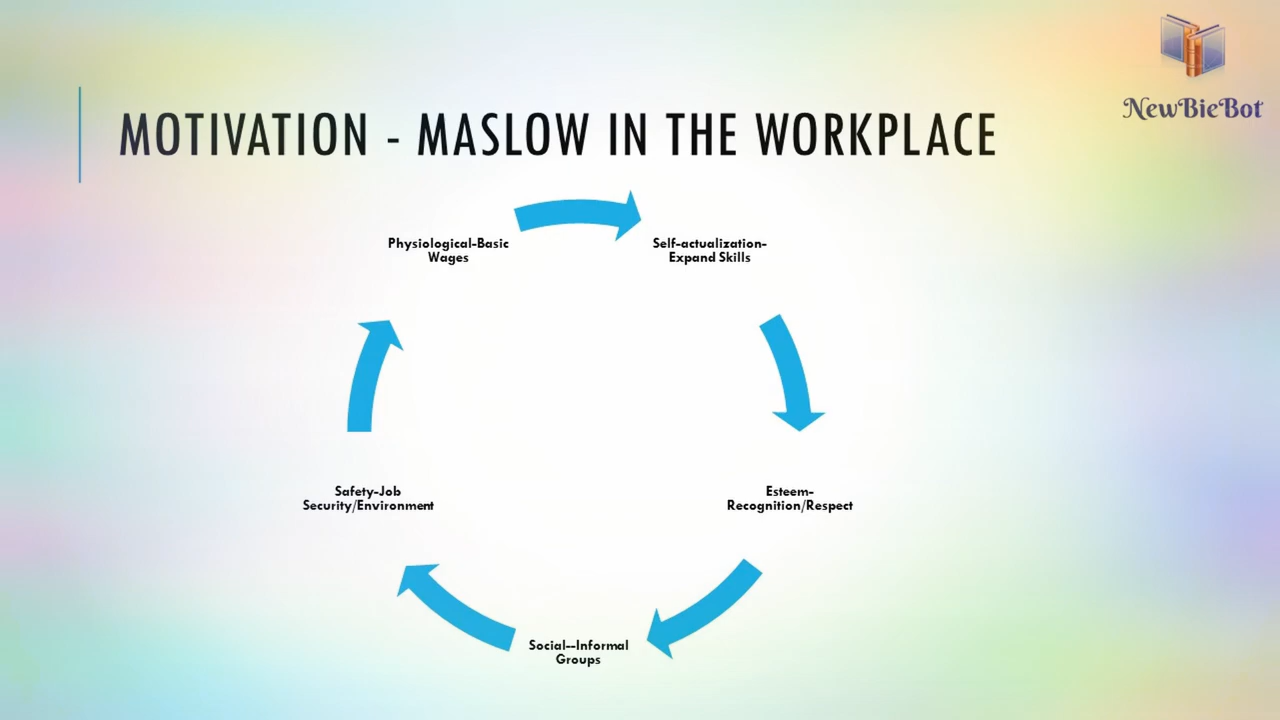 NewBieBot
MOTIVATION - MASLOW IN THE WORKPLACE
Physiological-Basic
Wages
Self-actualization-
Expand Skills
Safety-Job
Security/Environment
Esteem-
Recognition/Respect
Social--Informal
Groups